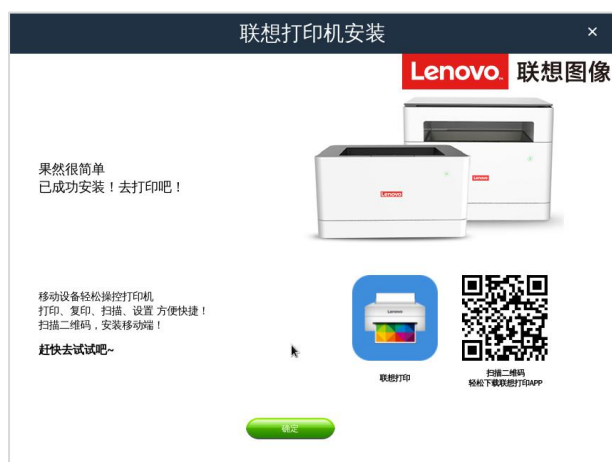 联想打印机安装
×
Lenovo 联想图像
果然很简单
已成功安装！去打印吧！
Lenovo
Lenovo
移动设备轻松操控打印机
打印、复印、扫描、设置 方便快捷！
扫描二维码，安装移动端！
赶快去试试吧~
Lenovo
联想打印
扫描二维码
轻松下载联想打印APP
确定